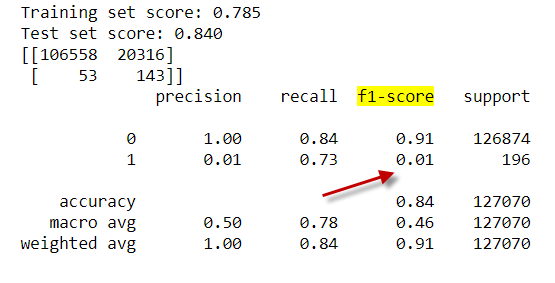 Training set score: 0.785
Test set score: 0.840
[[106558  20316]
 [    53    143]]
              precision    recall  f1-score   support

           0       1.00      0.84      0.91    126874
           1       0.01      0.73      0.01       196

    accuracy                           0.84    127070
   macro avg       0.50      0.78      0.46    127070
weighted avg       1.00      0.84      0.91    127070